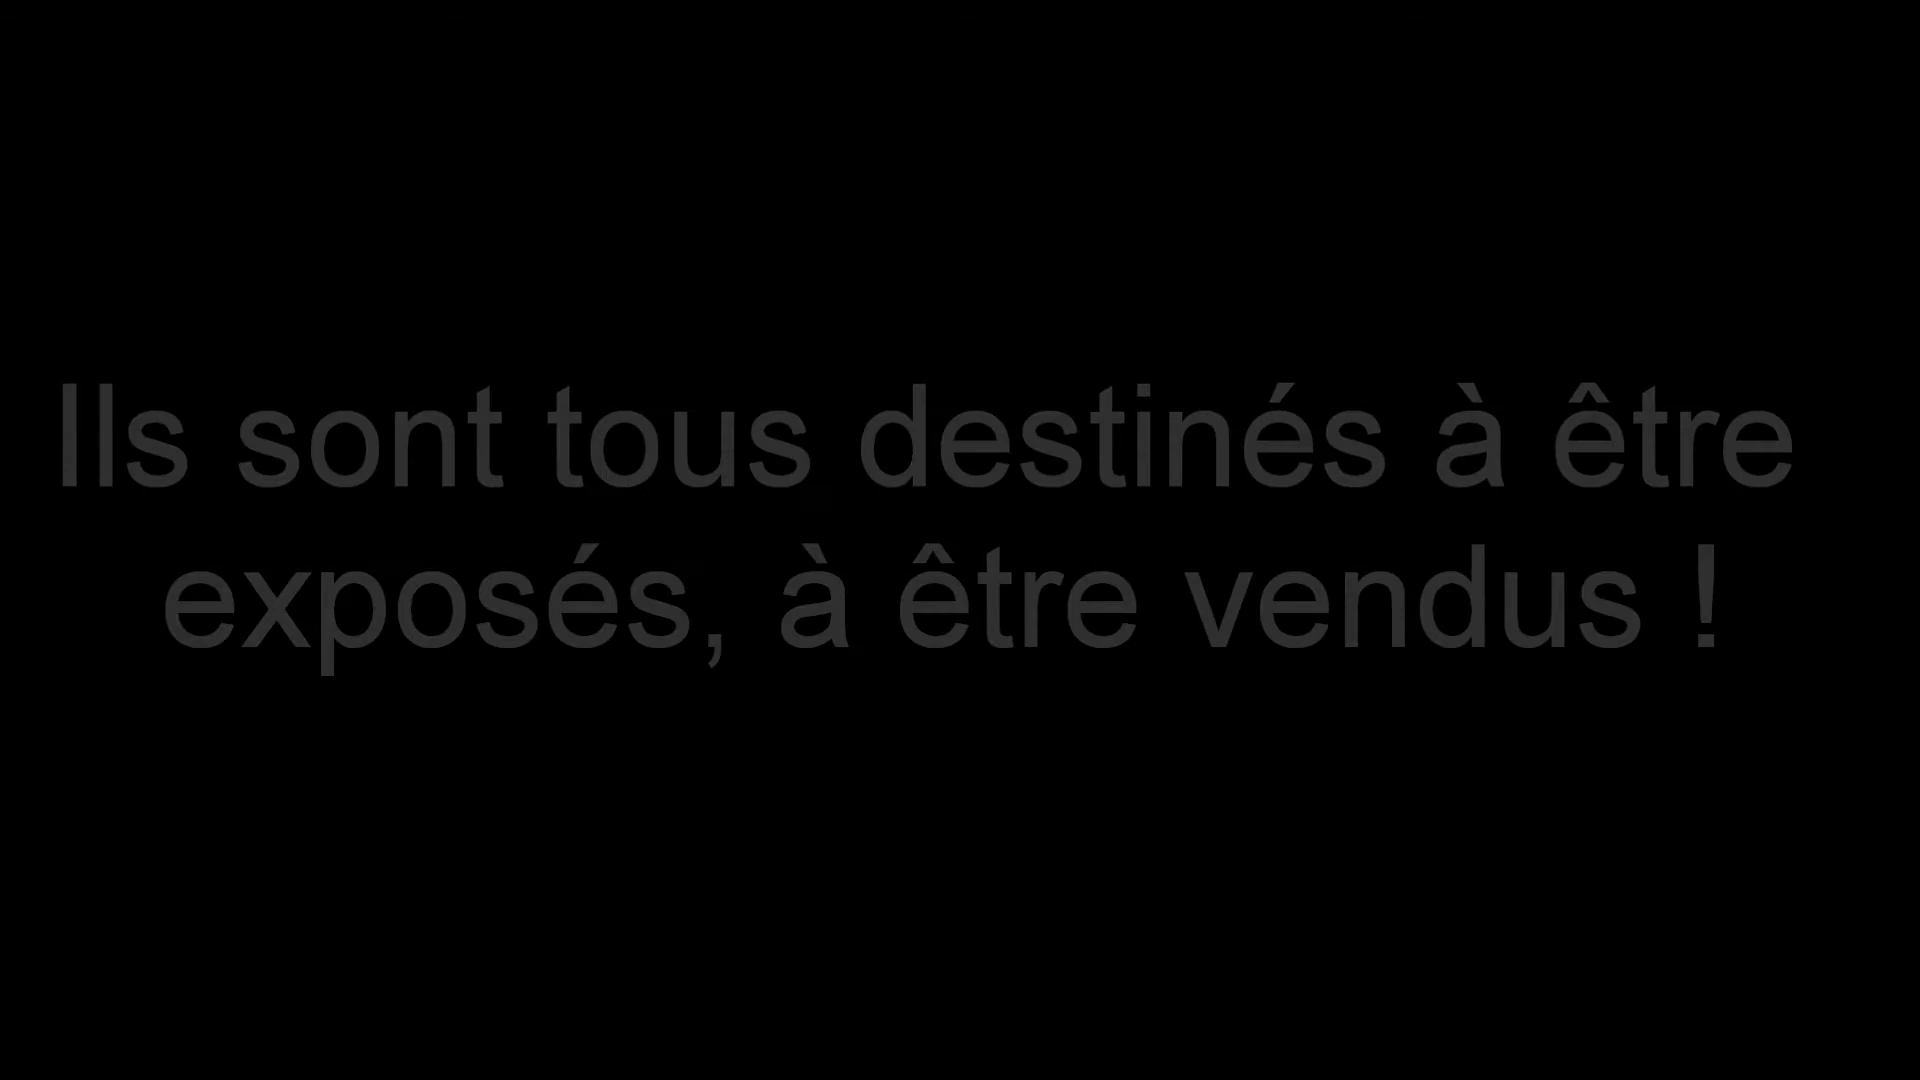 Ils sont tous destinés à être
exposés, à être vendus !